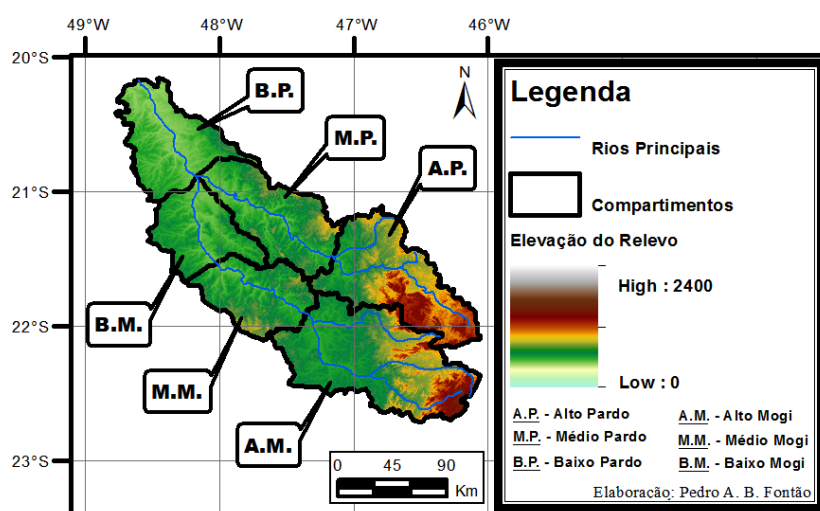 49°W 48°W 47°W 46°W
20°S
21°S
22°S
23°S
B.P.
M.P.
A.P.
B.M.
M.M.
A.M.
N
0 45 90
Km
Legenda
Rios Principais
Compartimentos
Elevação do Relevo
High : 2400
Low : 0
A.P. - Alto Pardo
M.P. - Médio Pardo
B.P. - Baixo Pardo
A.M. - Alto Mogi
M.M. - Médio Mogi
B.M. - Baixo Mogi
Elaboração: Pedro A. B. Fontão